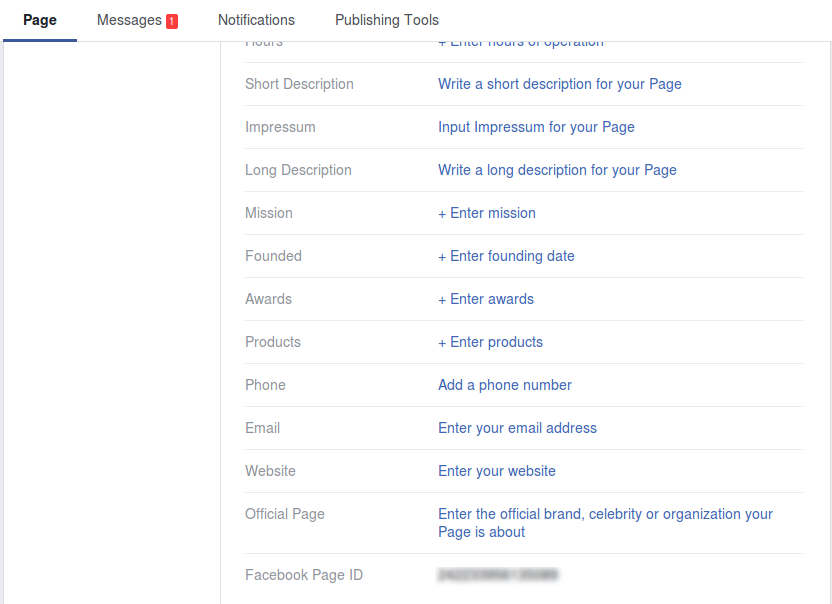 Page Messages 1 Notifications Publishing Tools
Hours + Enter hours of operation
Short Description Write a short description for your Page
Impressum Input Impressum for your Page
Long Description Write a long description for your Page
Mission + Enter mission
Founded + Enter founding date
Awards + Enter awards
Products + Enter products
Phone Add a phone number
Email Enter your email address
Website Enter your website
Official Page Enter the official brand, celebrity or organization your
Page is about
Facebook Page ID